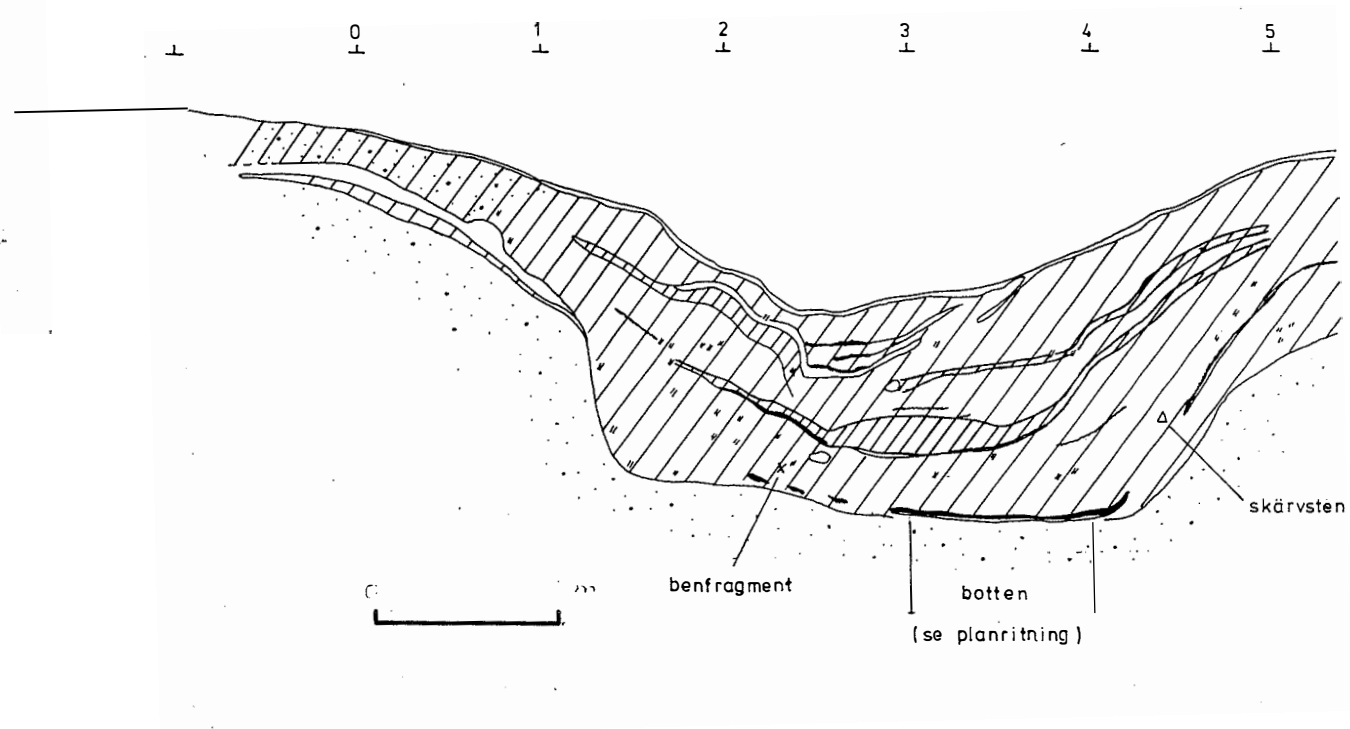 0 1 2 3 4 5
skärvsten
benfragment
botten
(se planritning)